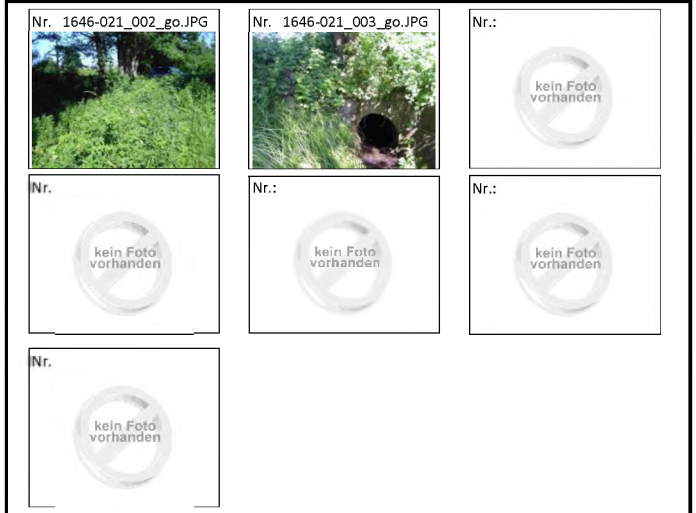 Nr. 1646-021_002_go.JPG
Nr. 1646-021_003_go.JPG
Nr.:
kein Foto
vorhanden
Nr.
kein Foto
vorhanden
Nr.:
kein Foto
vorhanden
Nr.:
kein Foto
vorhanden
Nr.
kein Foto
vorhanden